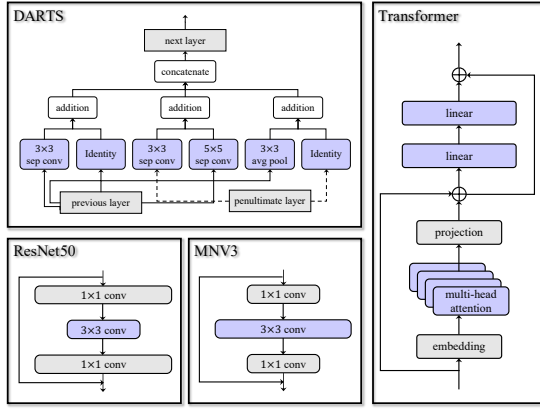 DARTS
next layer
concatenate
addition
addition
addition
3×3
sep conv
Identity
3×3
sep conv
5×5
sep conv
3×3
avg pool
Identity
previous layer
penultimate layer
ResNet50
1×1 conv
3×3 conv
1×1 conv
MNV3
1×1 conv
3×3 conv
1×1 conv
Transformer
linear
linear
projection
multi-head
attention
embedding